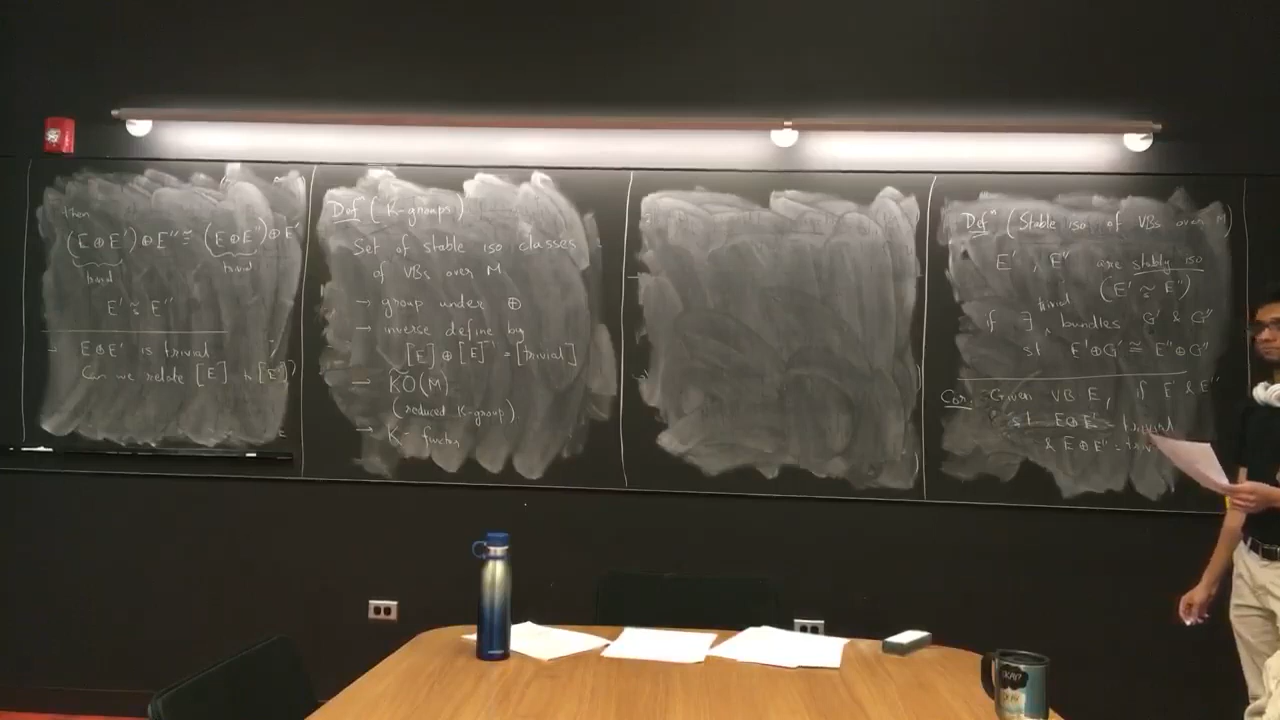 then
(E ⊕ E') ⊕ E'' ≅ (E ⊕ E'') ⊕ E'
trivial trivial
E' ≈ₛ E''
- E ⊕ E' is trivial
Can we relate [E] to [E']?
Def (K-groups)
Set of stable iso classes
of VBs over M
→ group under ⊕
→ inverse define by
[E] ⊕ [E]⁻¹ = [trivial]
→ K̃O(M)
(reduced K-group)
→ K-functor
Defⁿ (Stable iso of VBs over M)
E', E'' are stably iso
(E' ≈ₛ E'')
if ∃ trivial bundles G' & G''
st E' ⊕ G' ≅ E'' ⊕ G''
Cor: Given VB E, if E' & E''
st E ⊕ E' = trivial
& E ⊕ E'' =
OKAY?